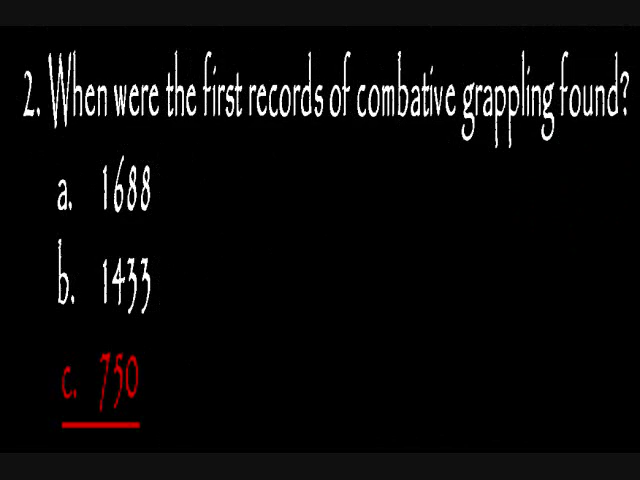 2. When were the first records of combative grappling found?
a. 1688
b. 1433
c. 750